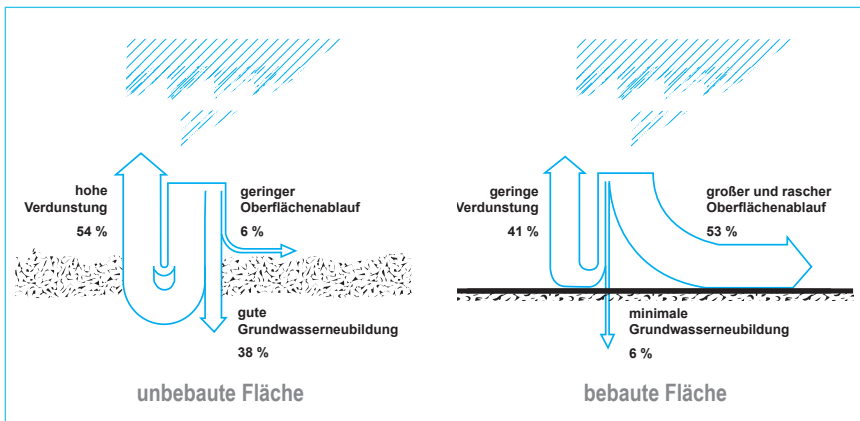 hohe
Verdunstung
54 %
geringer
Oberflächenablauf
6 %
gute
Grundwasserneubildung
38 %
unbebaute Fläche
geringe
Verdunstung
41 %
großer und rascher
Oberflächenablauf
53 %
minimale
Grundwasserneubildung
6 %
bebaute Fläche